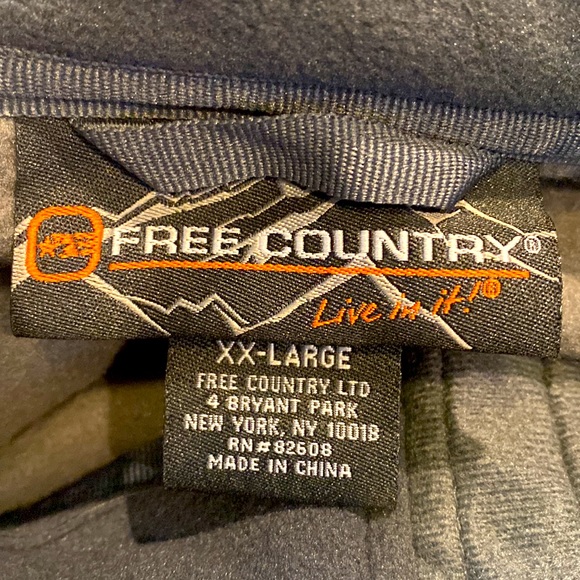 FREE COUNTRY®
Live in it!®
XX-LARGE
FREE COUNTRY LTD
4 BRYANT PARK
NEW YORK, NY 10018
RN#82608
MADE IN CHINA